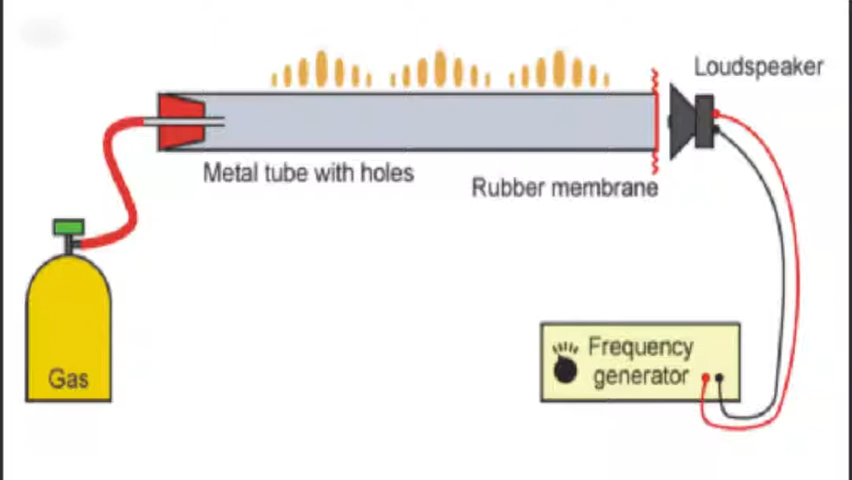 Loudspeaker
Metal tube with holes
Rubber membrane
Gas
Frequency
generator